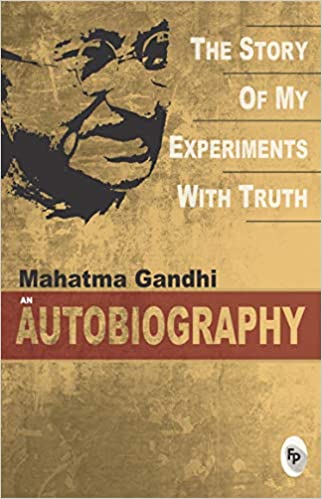 THE STORY
OF MY
EXPERIMENTS
WITH TRUTH
Mahatma Gandhi
AN
AUTOBIOGRAPHY
FP